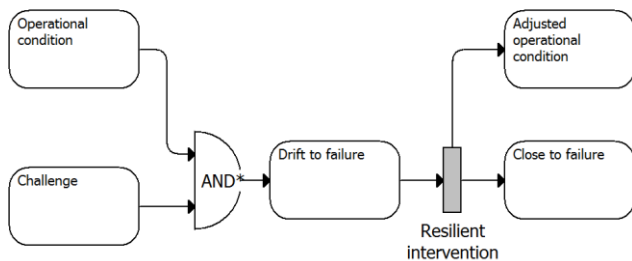 Operational
condition
Adjusted
operational
condition
Challenge
AND*
Drift to failure
Close to failure
Resilient
intervention